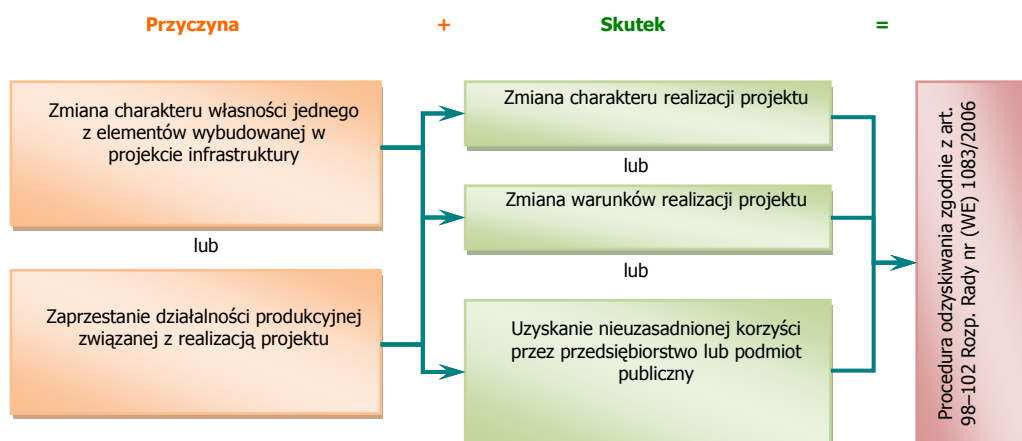 Przyczyna + Skutek =
Zmiana charakteru własności jednego
z elementów wybudowanej w
projekcie infrastruktury
lub
Zaprzestanie działalności produkcyjnej
związanej z realizacją projektu
Zmiana charakteru realizacji projektu
lub
Zmiana warunków realizacji projektu
lub
Uzyskanie nieuzasadnionej korzyści
przez przedsiębiorstwo lub podmiot
publiczny
Procedura odzyskiwania zgodnie z art.
98–102 Rozp. Rady nr (WE) 1083/2006